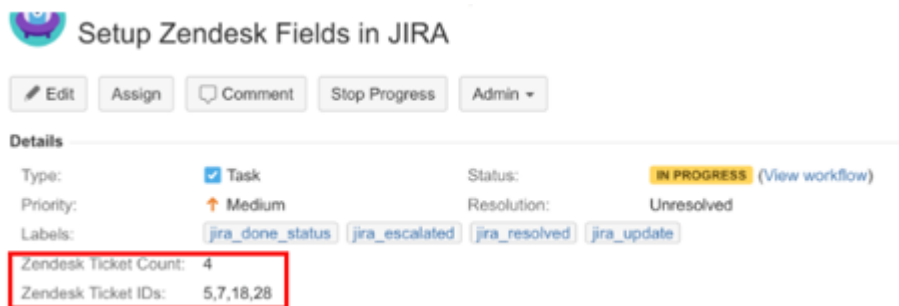 Setup Zendesk Fields in JIRA
Edit Assign Comment Stop Progress Admin
Details
Type: Task Status: IN PROGRESS (View workflow)
Priority: Medium Resolution: Unresolved
Labels: jira_done_status jira_escalated jira_resolved jira_update
Zendesk Ticket Count: 4
Zendesk Ticket IDs: 5,7,18,28